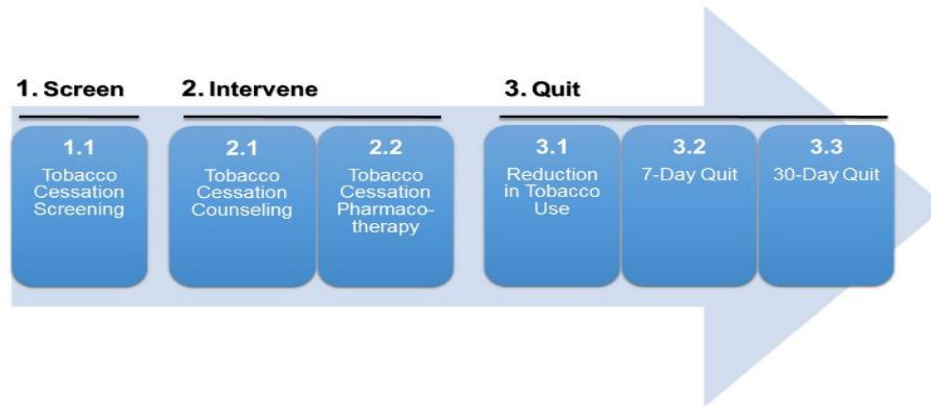 1. Screen
2. Intervene
3. Quit
1.1
Tobacco
Cessation
Screening
2.1
Tobacco
Cessation
Counseling
2.2
Tobacco
Cessation
Pharmaco-
therapy
3.1
Reduction
in Tobacco
Use
3.2
7-Day Quit
3.3
30-Day Quit